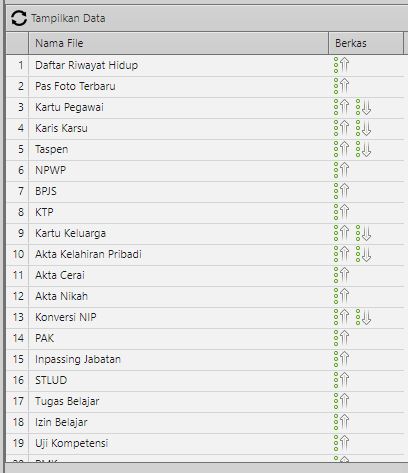 Tampilkan Data
Nama File Berkas
1 Daftar Riwayat Hidup
2 Pas Foto Terbaru
3 Kartu Pegawai
4 Karis Karsu
5 Taspen
6 NPWP
7 BPJS
8 KTP
9 Kartu Keluarga
10 Akta Kelahiran Pribadi
11 Akta Cerai
12 Akta Nikah
13 Konversi NIP
14 PAK
15 Inpassing Jabatan
16 STLUD
17 Tugas Belajar
18 Izin Belajar
19 Uji Kompetensi